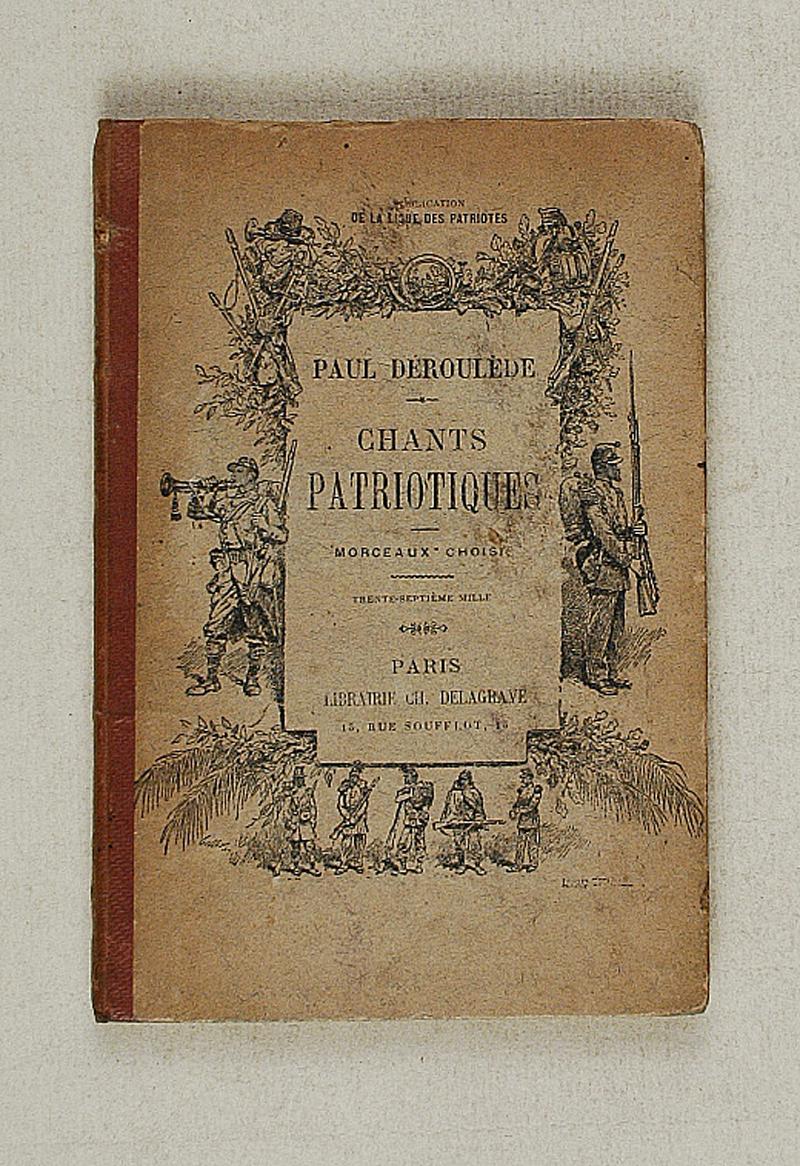 PUBLICATION
DE LA LIGUE DES PATRIOTES
PAUL DÉROULÈDE
CHANTS
PATRIOTIQUES
MORCEAUX CHOISIS
TRENTE-SEPTIÈME MILLE
PARIS
LIBRAIRIE CH. DELAGRAVE
15, RUE SOUFFLOT, 15